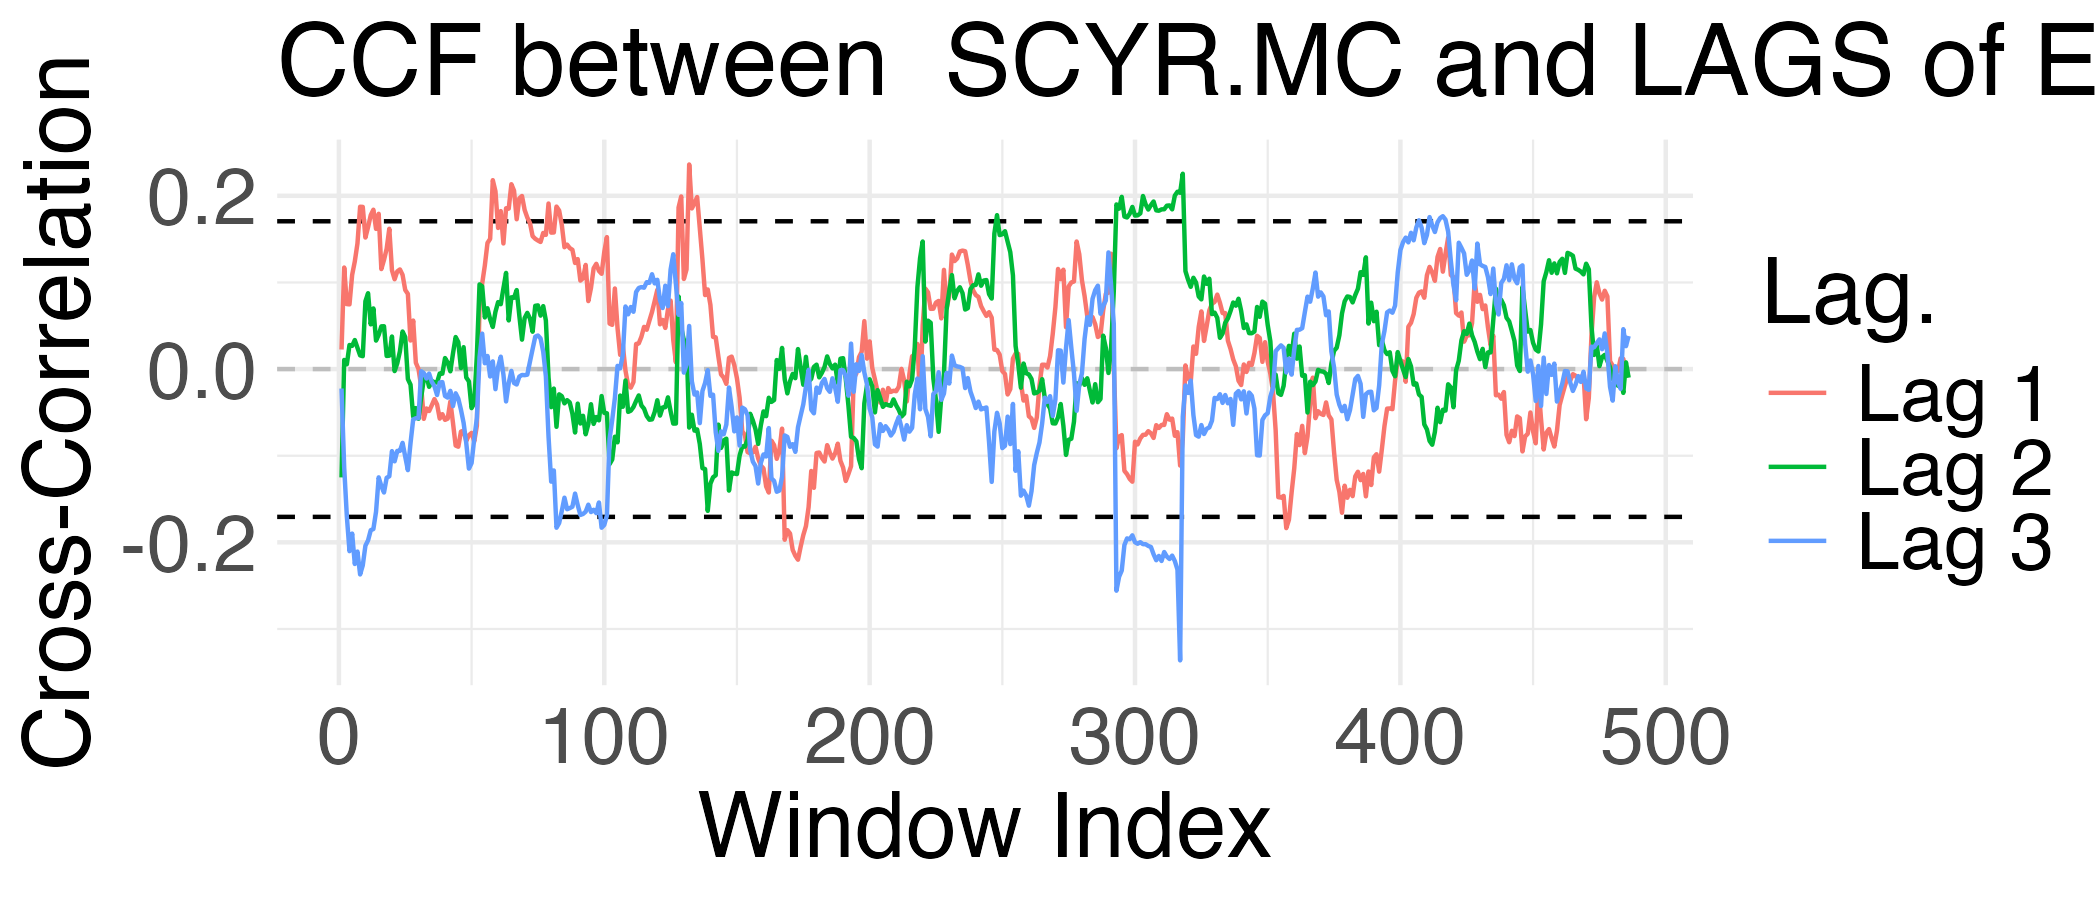 CCF between  SCYR.MC and LAGS of E
Cross-Correlation
0.2
0.0
-0.2
0
100
200
300
400
500
Window Index
Lag.
Lag 1
Lag 2
Lag 3